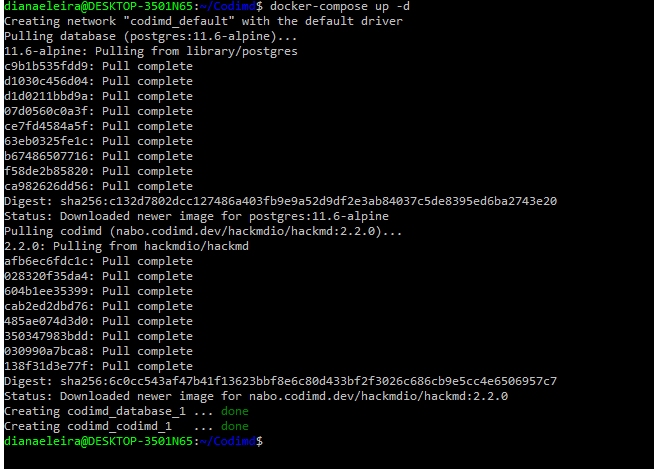 dianaeleira@DESKTOP-3501N65:~/Codimd$ docker-compose up -d
Creating network "codimd_default" with the default driver
Pulling database (postgres:11.6-alpine)...
11.6-alpine: Pulling from library/postgres
c9b1b535fdd9: Pull complete
d1030c456d04: Pull complete
d1d0211bbd9a: Pull complete
07d0560c0a3f: Pull complete
ce7fd4584a5f: Pull complete
63eb0325fe1c: Pull complete
b67486507716: Pull complete
f58de2b85820: Pull complete
ca982626dd56: Pull complete
Digest: sha256:c132d7802dcc127486a403fb9e9a52d9df2e3ab84037c5de8395ed6ba2743e20
Status: Downloaded newer image for postgres:11.6-alpine
Pulling codimd (nabo.codimd.dev/hackmdio/hackmd:2.2.0)...
2.2.0: Pulling from hackmdio/hackmd
afb6ec6fdc1c: Pull complete
028320f35da4: Pull complete
604b1ee35399: Pull complete
cab2ed2dbd76: Pull complete
485ae074d3d0: Pull complete
350347983bdd: Pull complete
030990a7bca8: Pull complete
138f31d3e77f: Pull complete
Digest: sha256:6c0cc543af47b41f13623bbf8e6c80d433bf2f3026c686cb9e5cc4e6506957c7
Status: Downloaded newer image for nabo.codimd.dev/hackmdio/hackmd:2.2.0
Creating codimd_database_1 ... done
Creating codimd_codimd_1   ... done
dianaeleira@DESKTOP-3501N65:~/Codimd$